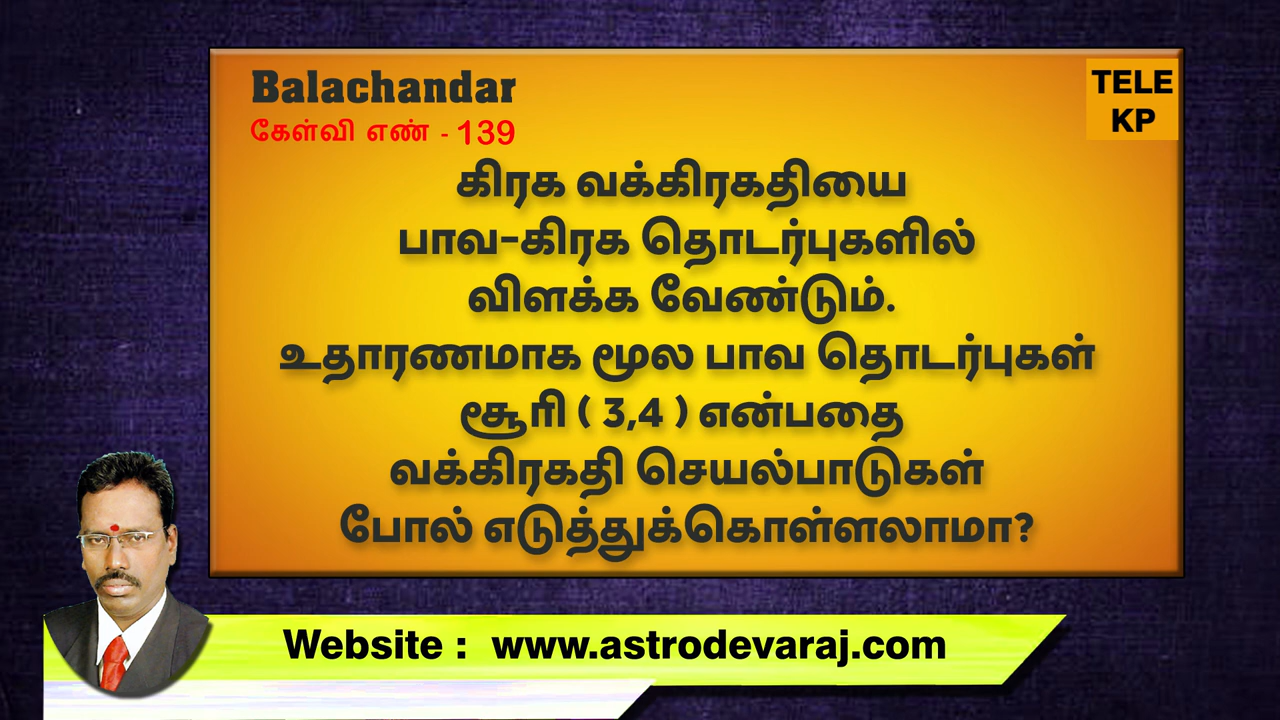 Balachandar
கேள்வி எண் - 139
TELE
KP
கிரக வக்கிரகதியை
பாவ-கிரக தொடர்புகளில்
விளக்க வேண்டும்.
உதாரணமாக மூல பாவ தொடர்புகள்
சூரி ( 3,4 ) என்பதை
வக்கிரகதி செயல்பாடுகள்
போல் எடுத்துக்கொள்ளலாமா?
Website : www.astrodevaraj.com